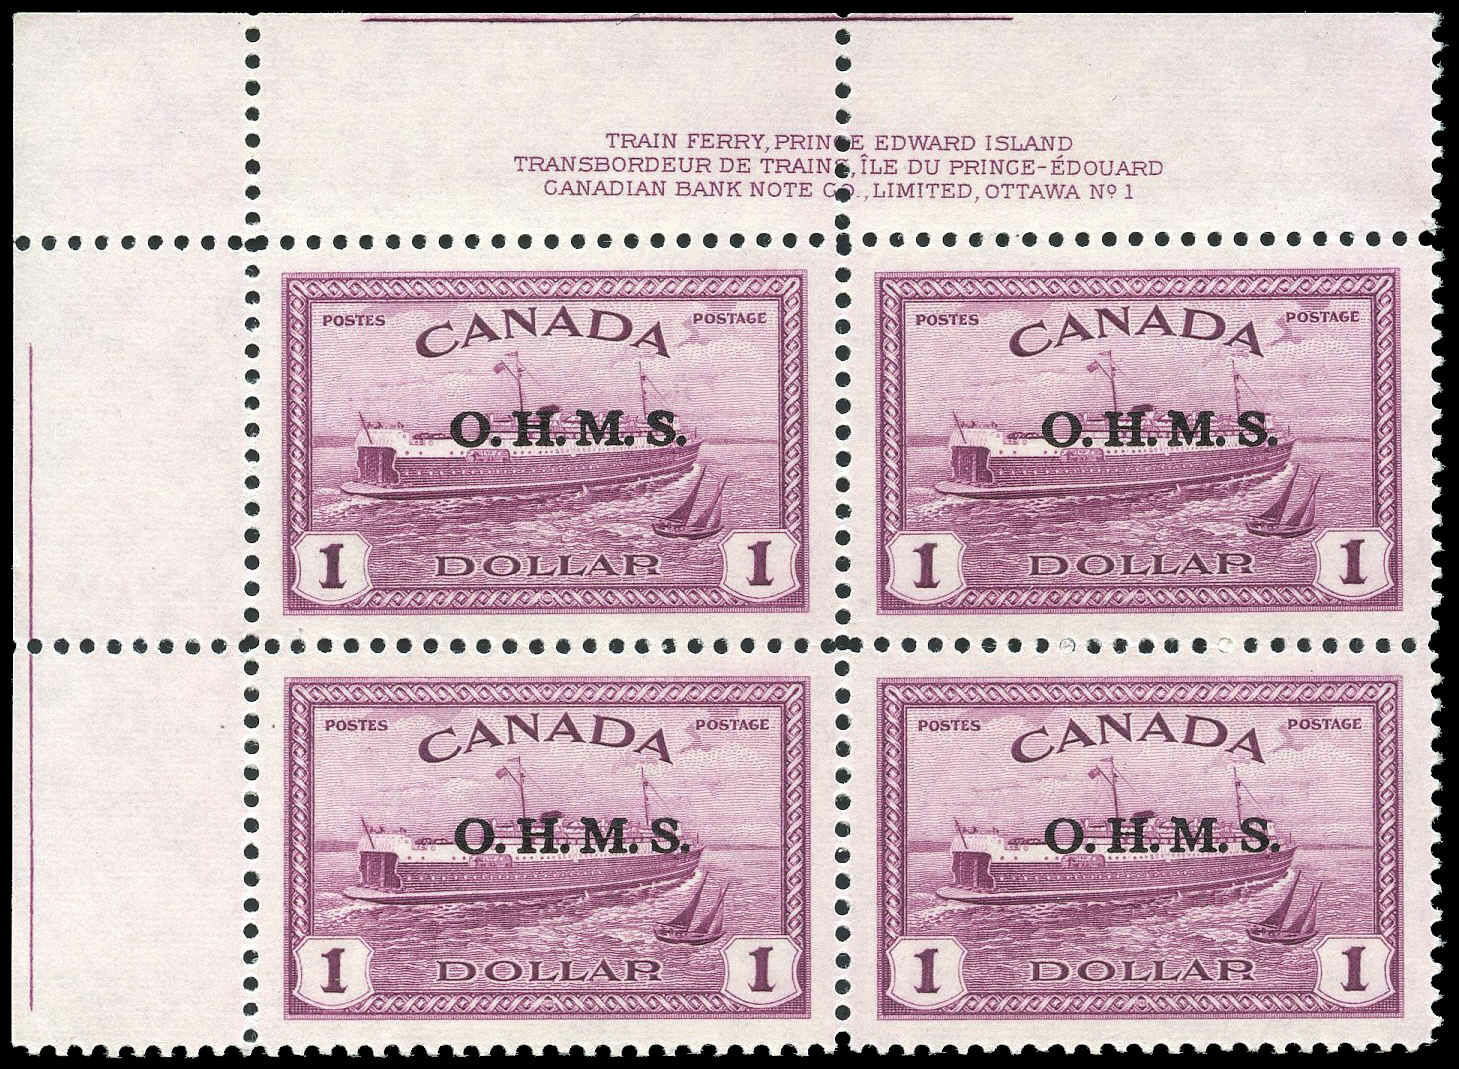 TRAIN FERRY, PRINCE EDWARD ISLAND
TRANSBORDEUR DE TRAINS, ÎLE DU PRINCE-ÉDOUARD
CANADIAN BANK NOTE CO., LIMITED, OTTAWA Nº 1
POSTES CANADA POSTAGE
O.H.M.S.
1 DOLLAR 1
POSTES CANADA POSTAGE
O.H.M.S.
1 DOLLAR 1
POSTES CANADA POSTAGE
O.H.M.S.
1 DOLLAR 1
POSTES CANADA POSTAGE
O.H.M.S.
1 DOLLAR 1